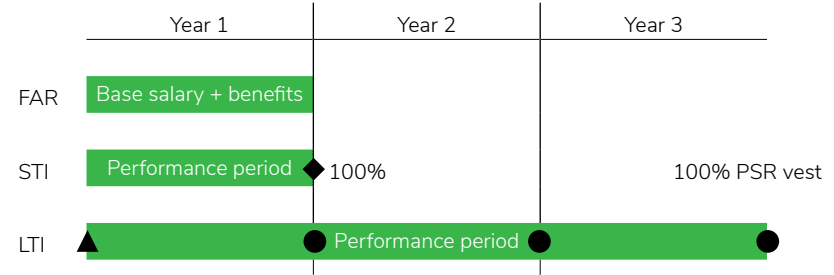 Year 1 Year 2 Year 3
FAR Base salary + benefits
STI Performance period 100% 100% PSR vest
LTI Performance period